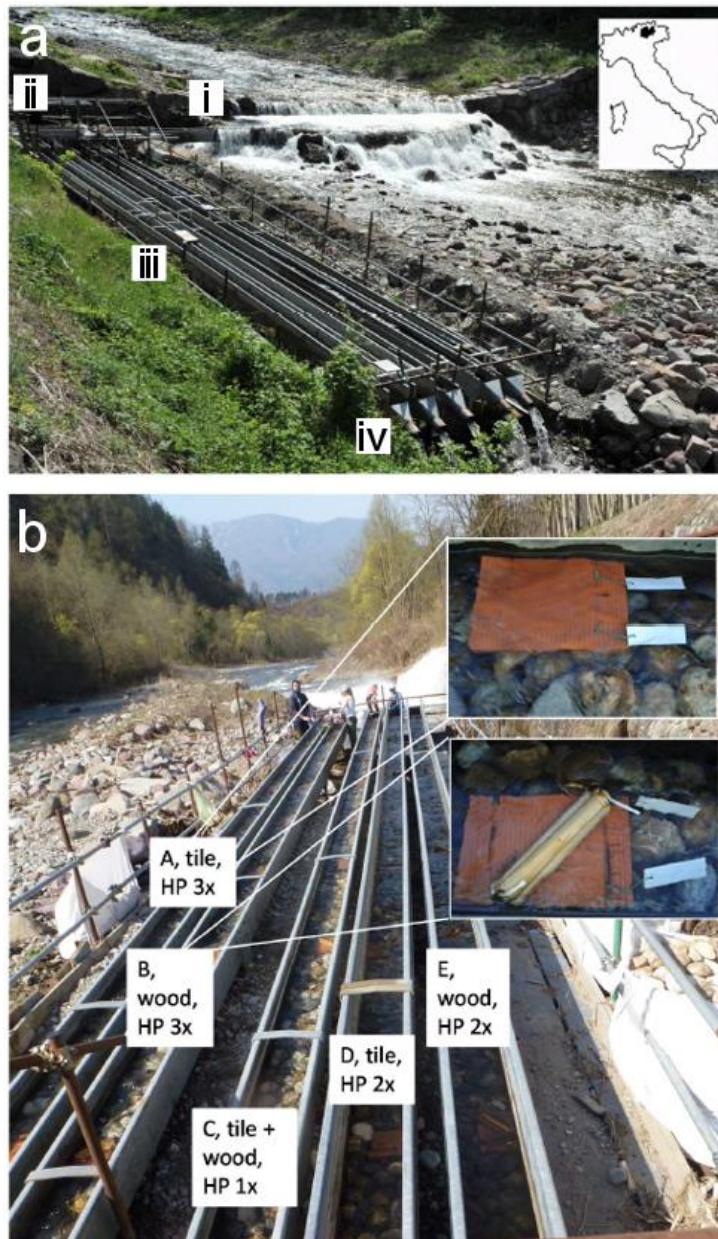 a
ii
i
iii
iv
b
A, tile,
HP 3x
B,
wood,
HP 3x
E,
wood,
HP 2x
D, tile,
HP 2x
C, tile +
wood,
HP 1x